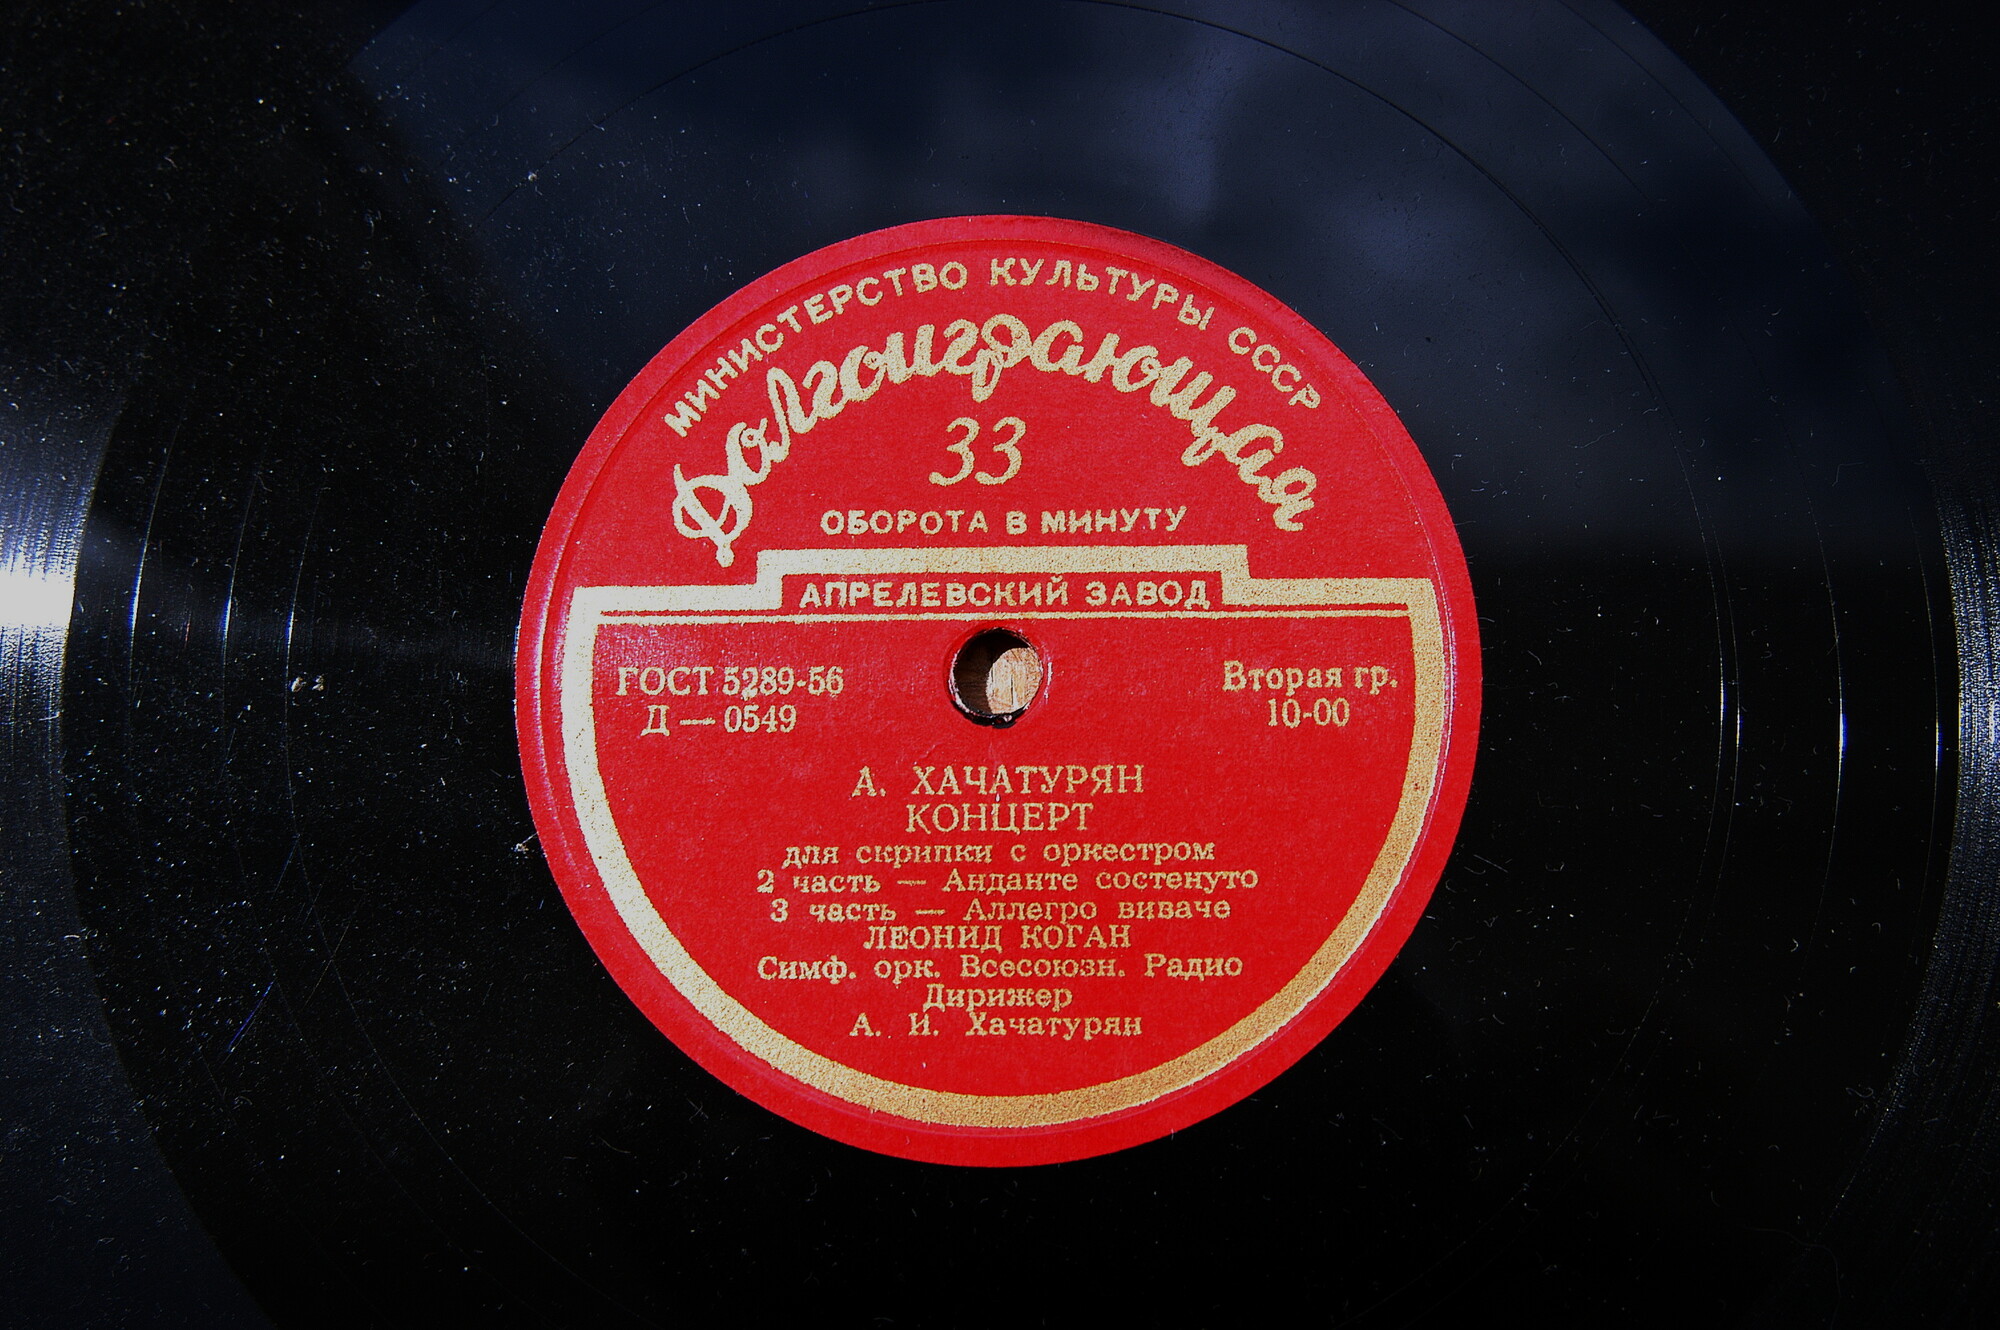 МИНИСТЕРСТВО КУЛЬТУРЫ СССР
Долгоиграющая
33
ОБОРОТА В МИНУТУ
АПРЕЛЕВСКИЙ ЗАВОД
ГОСТ 5289-56
Д — 0549
Вторая гр.
10-00
А. ХАЧАТУРЯН
КОНЦЕРТ
для скрипки с оркестром
2 часть — Анданте состенуто
3 часть — Аллегро виваче
ЛЕОНИД КОГАН
Симф. орк. Всесоюзн. Радио
Дирижер
А. И. Хачатурян